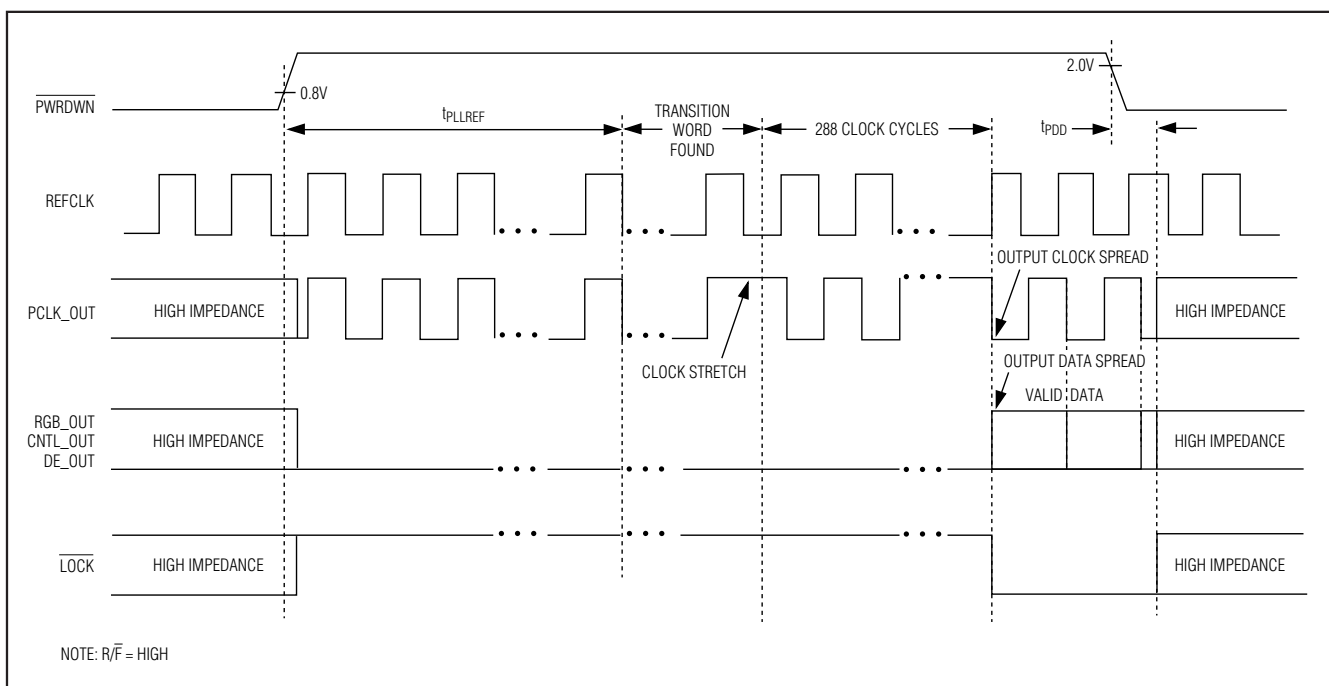 2.0V
0.8V
PWRDWN
tPLLREF
TRANSITION
WORD
FOUND
288 CLOCK CYCLES
tPDD
REFCLK
OUTPUT CLOCK SPREAD
PCLK_OUT
HIGH IMPEDANCE
HIGH IMPEDANCE
CLOCK STRETCH
OUTPUT DATA SPREAD
VALID DATA
RGB_OUT
CNTL_OUT
DE_OUT
HIGH IMPEDANCE
HIGH IMPEDANCE
LOCK
HIGH IMPEDANCE
HIGH IMPEDANCE
NOTE: R/F̅ = HIGH